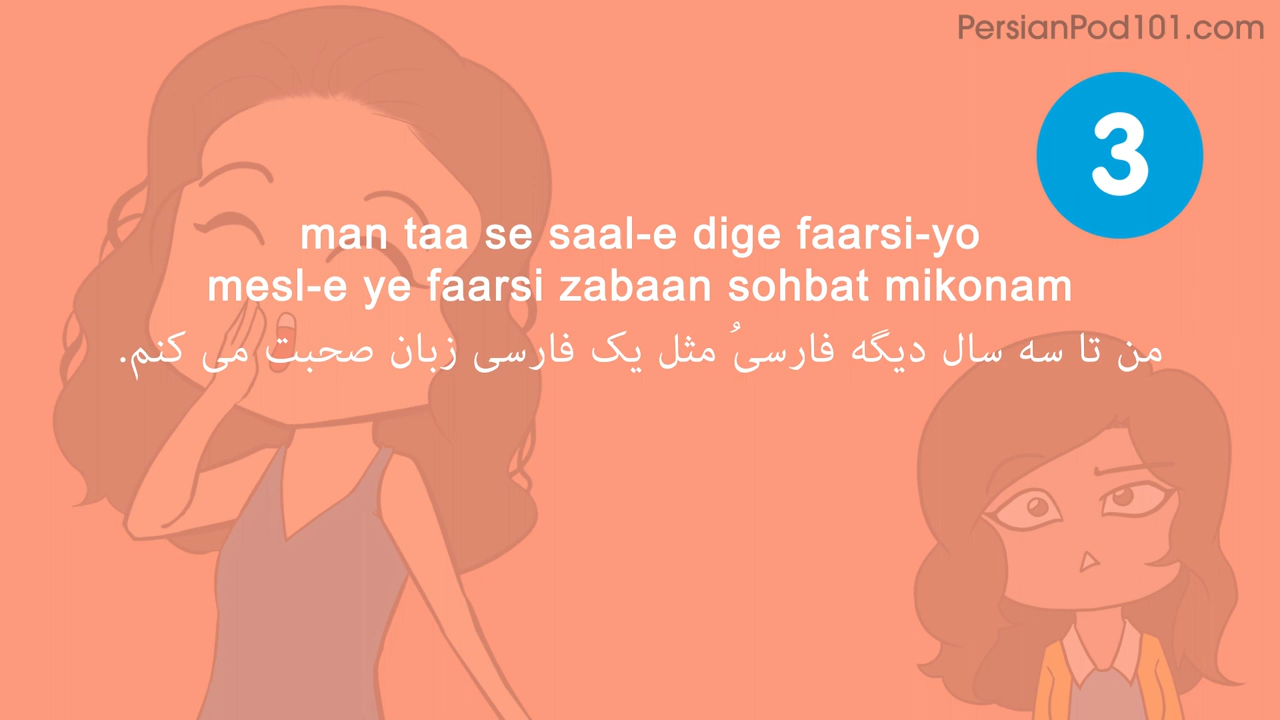 PersianPod101.com
3
man taa se saal-e dige faarsi-yo
mesl-e ye faarsi zabaan sohbat mikonam
من تا سه سال دیگه فارسیُ مثل یک فارسی زبان صحبت می کنم.